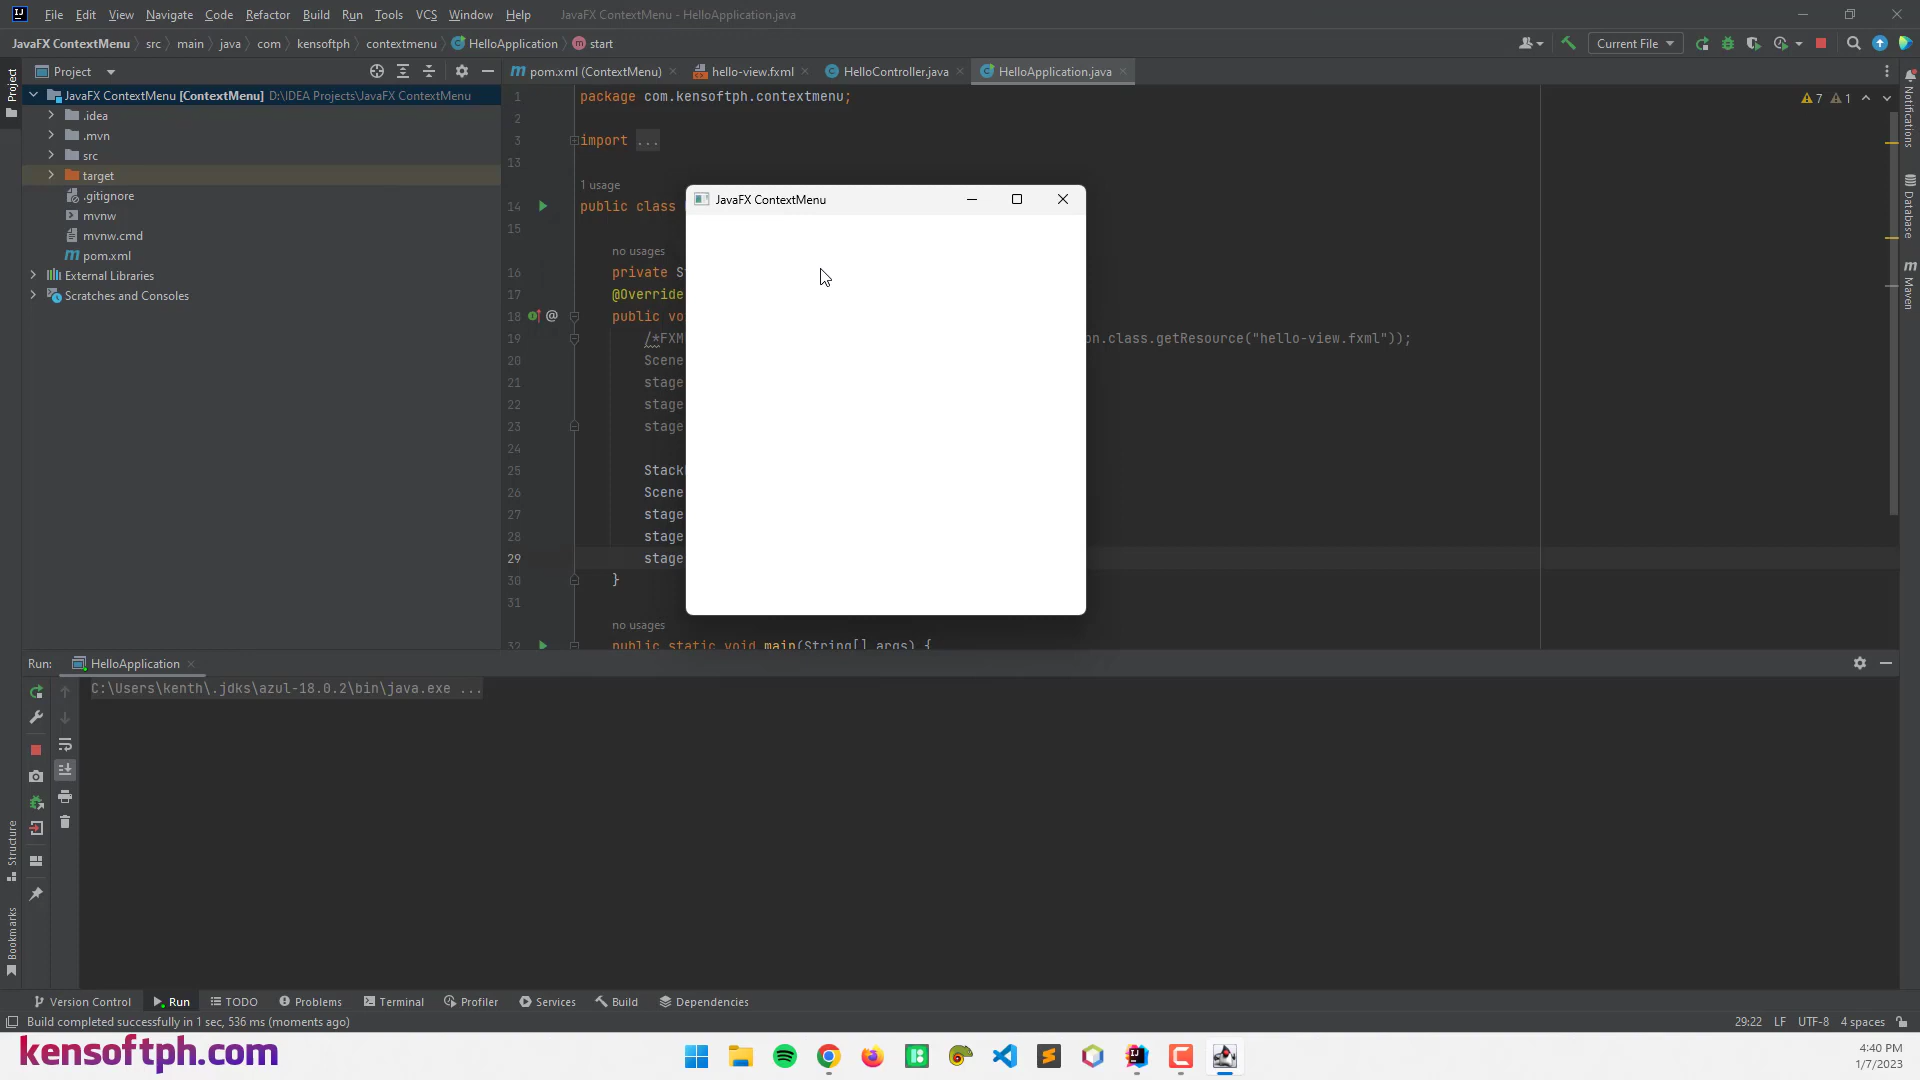 File Edit View Navigate Code Refactor Build Run Tools VCS Window Help JavaFX ContextMenu - HelloApplication.java
JavaFX ContextMenu src main java com kensoftph contextmenu HelloApplication start Current File
Project
Project
pom.xml (ContextMenu) hello-view.fxml HelloController.java HelloApplication.java
JavaFX ContextMenu [ContextMenu] D:\IDEA Projects\JavaFX ContextMenu
.idea
.mvn
src
target
.gitignore
mvnw
mvnw.cmd
pom.xml
External Libraries
Scratches and Consoles
1 package com.kensoftph.contextmenu;
7 1
2
3 import ...
13
1 usage
14 public class
15
no usages
16 private S
17 @Override
18 @ public vo
19 /*FXM on.class.getResource("hello-view.fxml"));
20 Scene
21 stage
22 stage
23 stage
24
25 Stack
26 Scene
27 stage
28 stage
29 stage
30 }
31
no usages
32 public static void main(String[] args) {
JavaFX ContextMenu
Notifications
Database
m Maven
Run: HelloApplication
C:\Users\kenth\.jdks\azul-18.0.2\bin\java.exe ...
Structure
Bookmarks
Version Control Run TODO Problems Terminal Profiler Services Build Dependencies
Build completed successfully in 1 sec, 536 ms (moments ago) 29:22 LF UTF-8 4 spaces
kensoftph.com
4:40 PM
1/7/2023